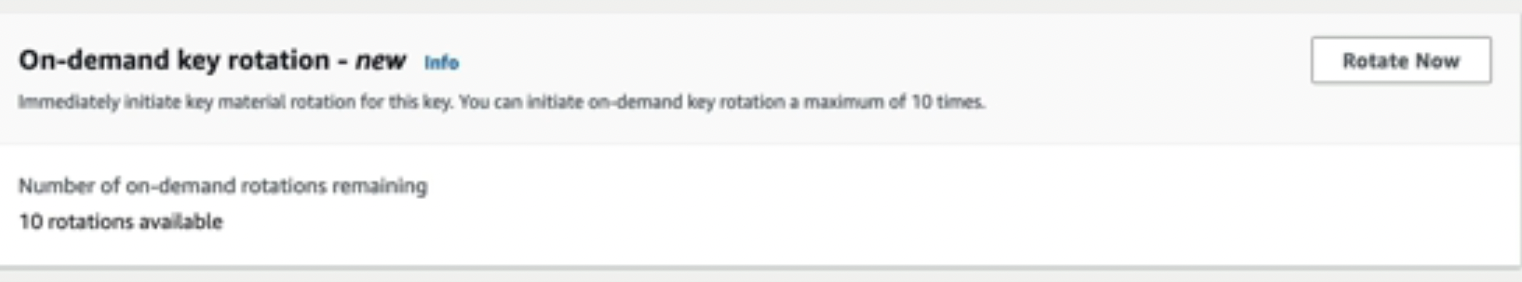 On-demand key rotation - new Info
Rotate Now
Immediately initiate key material rotation for this key. You can initiate on-demand key rotation a maximum of 10 times.
Number of on-demand rotations remaining
10 rotations available